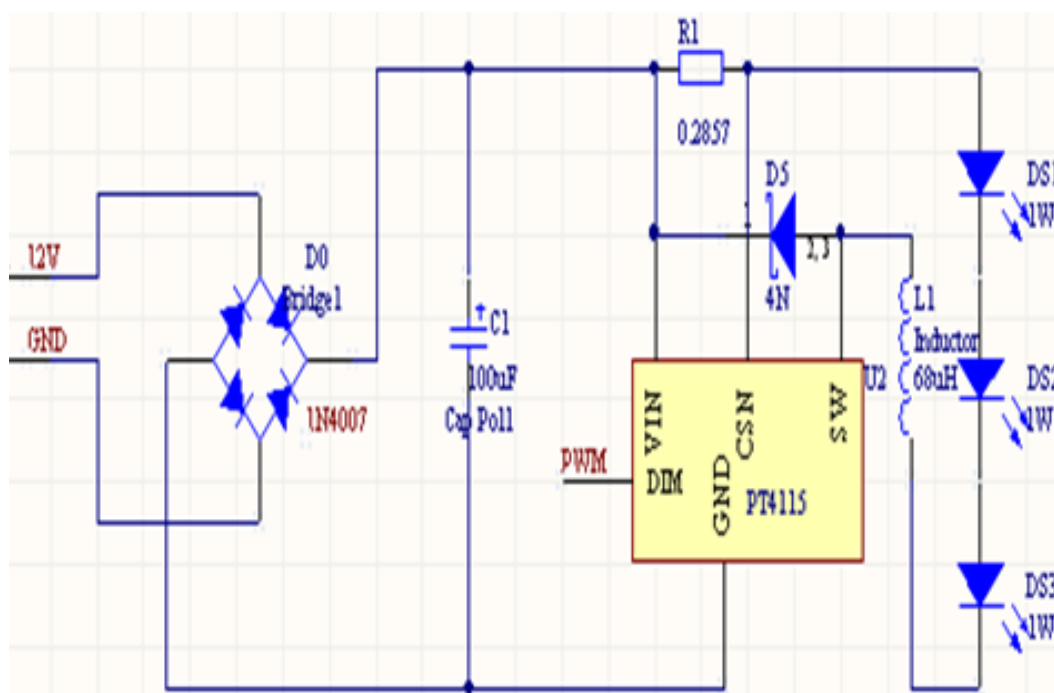 R1
0.2857
D5
DS1
1W
1
2, 3
4N
12V
D0
Bridge1
GND
1N4007
C1
100uF
Cap Pol1
L1
Inductor
68uH
U2
DS2
1W
VIN
CSN
SW
PWM
DIM
GND
PT4115
DS3
1W